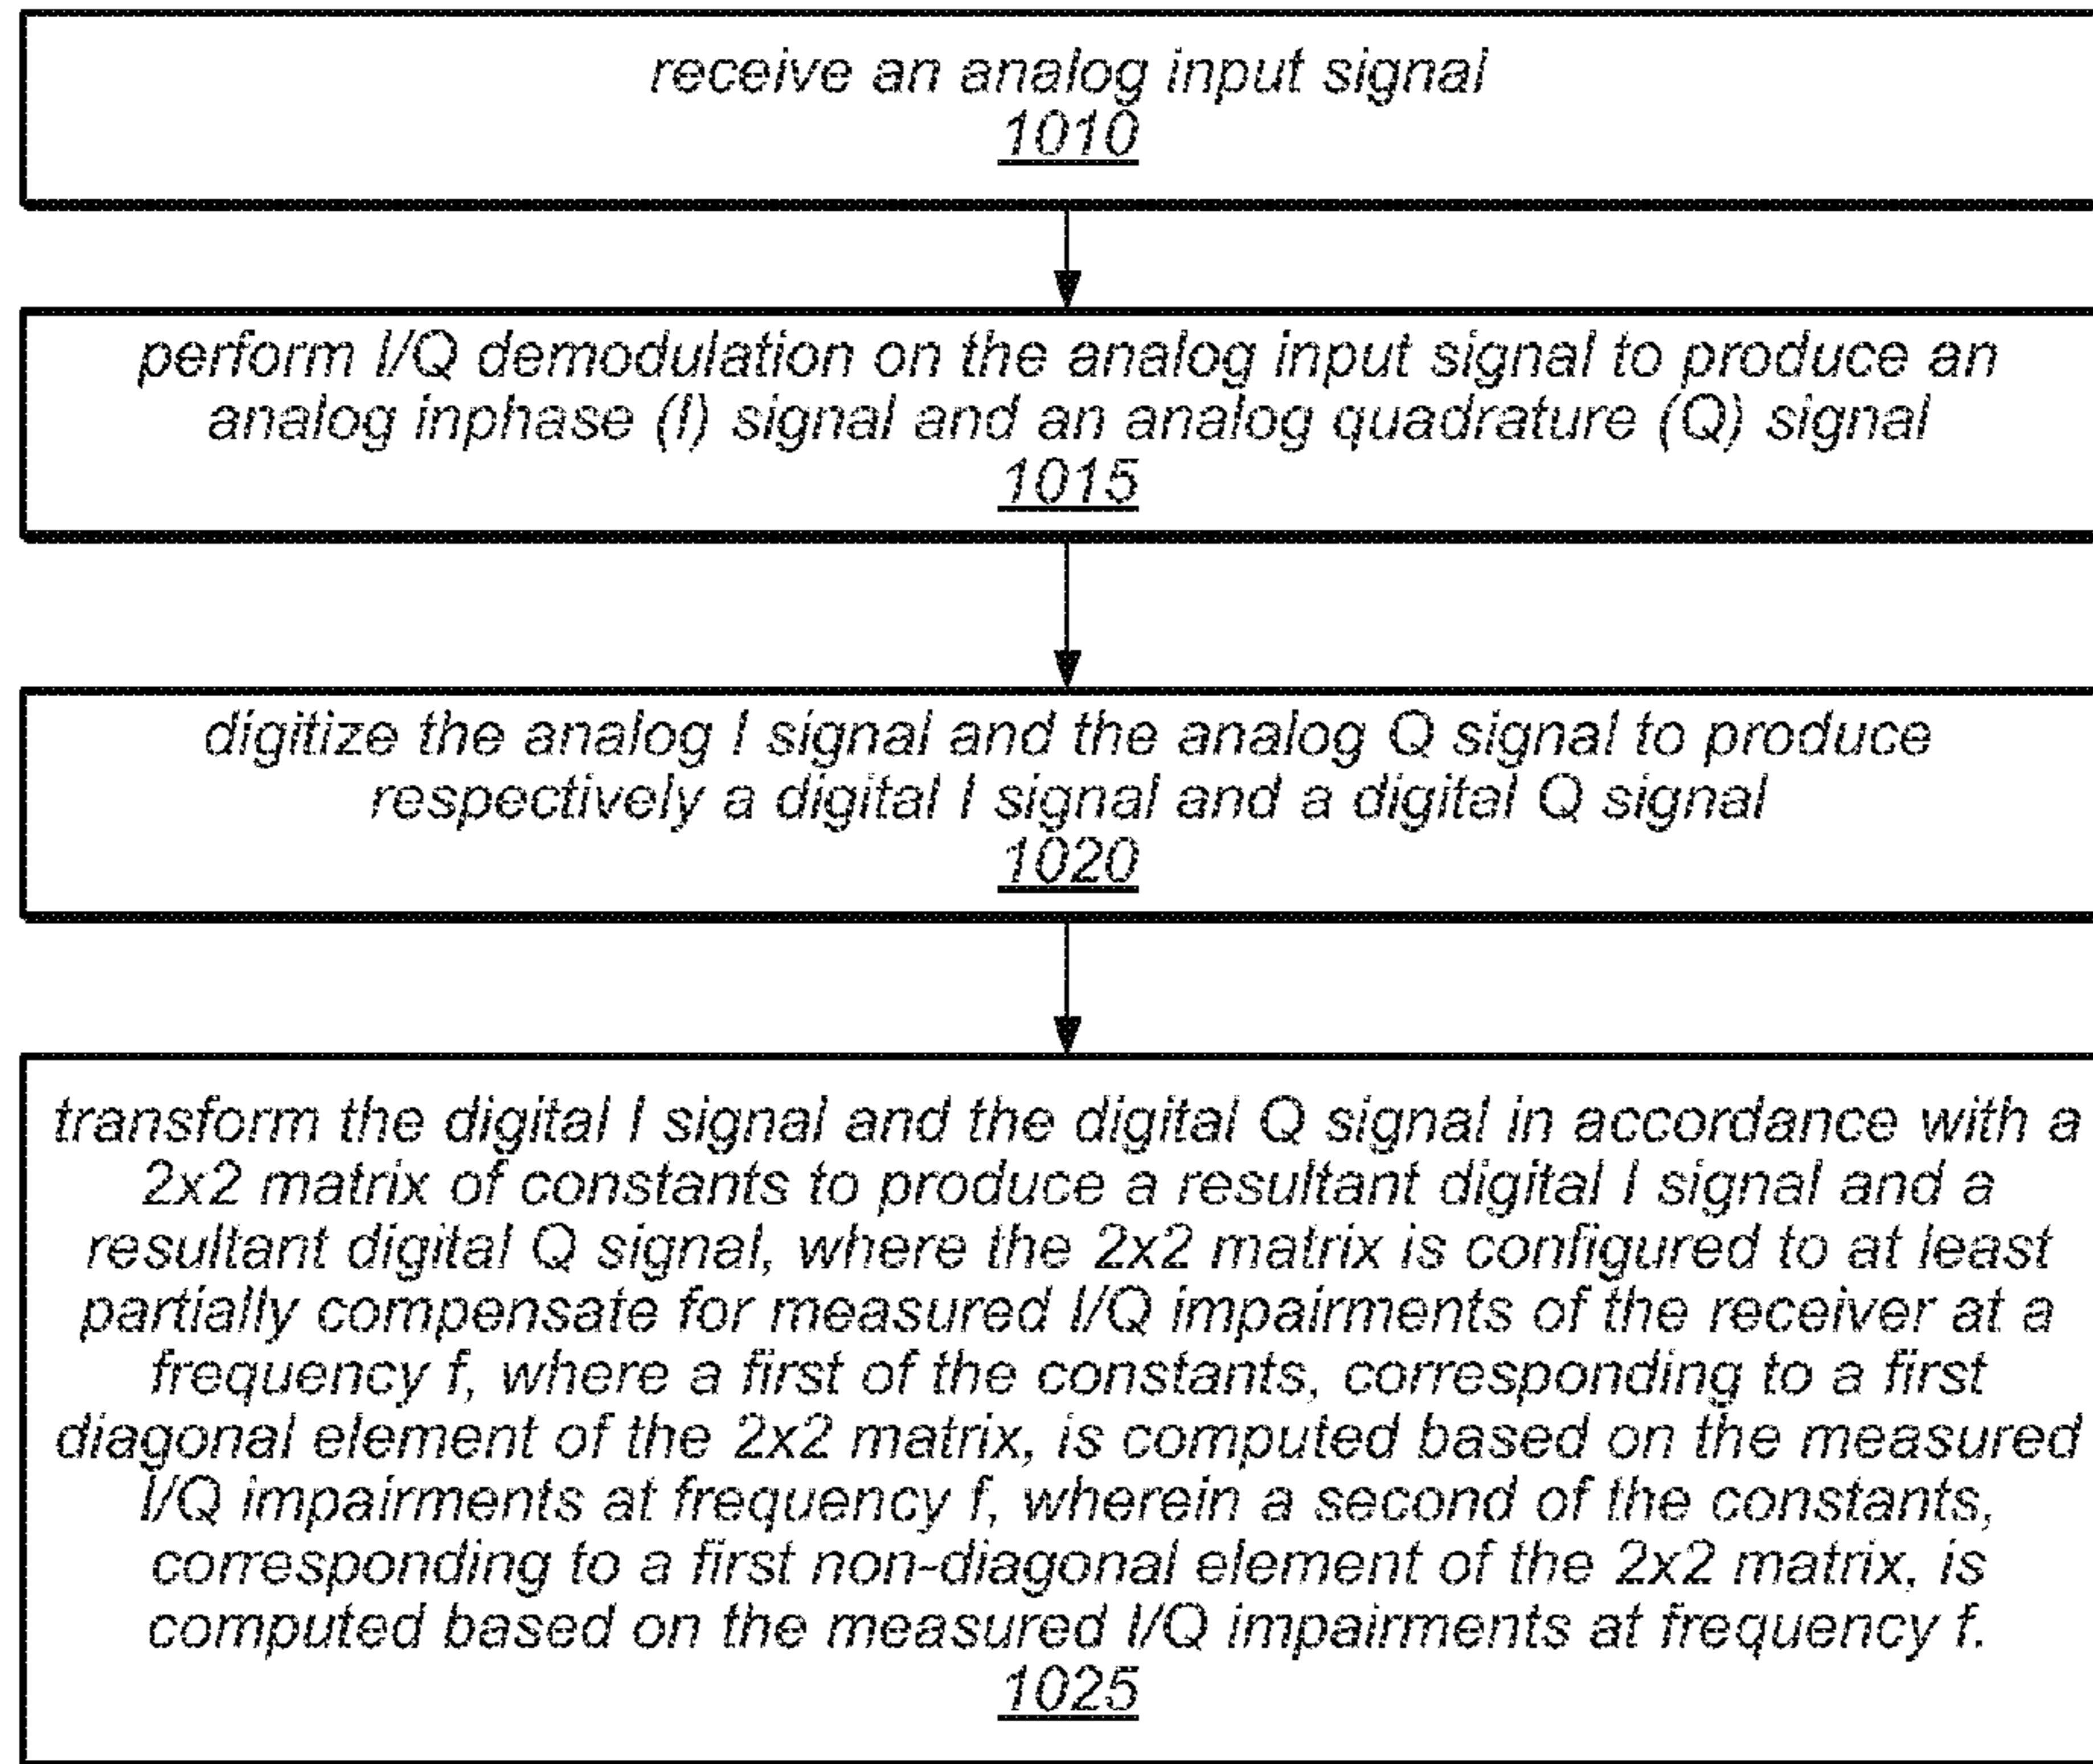 receive an analog input signal
1010
perform I/Q demodulation on the analog input signal to produce an
analog inphase (I) signal and an analog quadrature (Q) signal
1015
digitize the analog I signal and the analog Q signal to produce
respectively a digital I signal and a digital Q signal
1020
transform the digital I signal and the digital Q signal in accordance with a
2x2 matrix of constants to produce a resultant digital I signal and a
resultant digital Q signal, where the 2x2 matrix is configured to at least
partially compensate for measured I/Q impairments of the receiver at a
frequency f, where a first of the constants, corresponding to a first
diagonal element of the 2x2 matrix, is computed based on the measured
I/Q impairments at frequency f, wherein a second of the constants,
corresponding to a first non-diagonal element of the 2x2 matrix, is
computed based on the measured I/Q impairments at frequency f.
1025